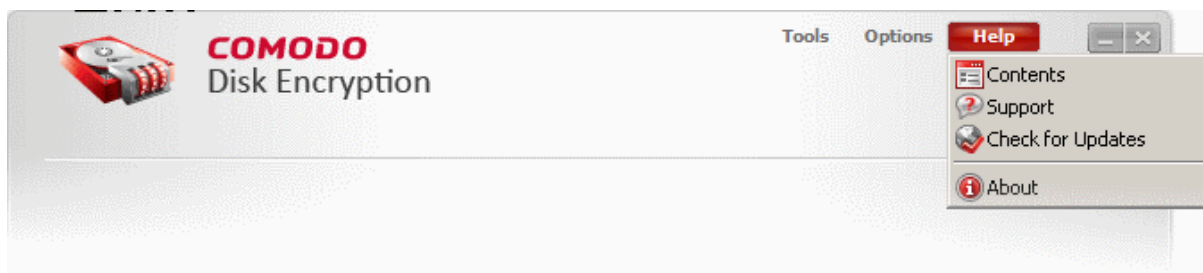 COMODO
Disk Encryption
Tools Options Help
Contents
Support
Check for Updates
About